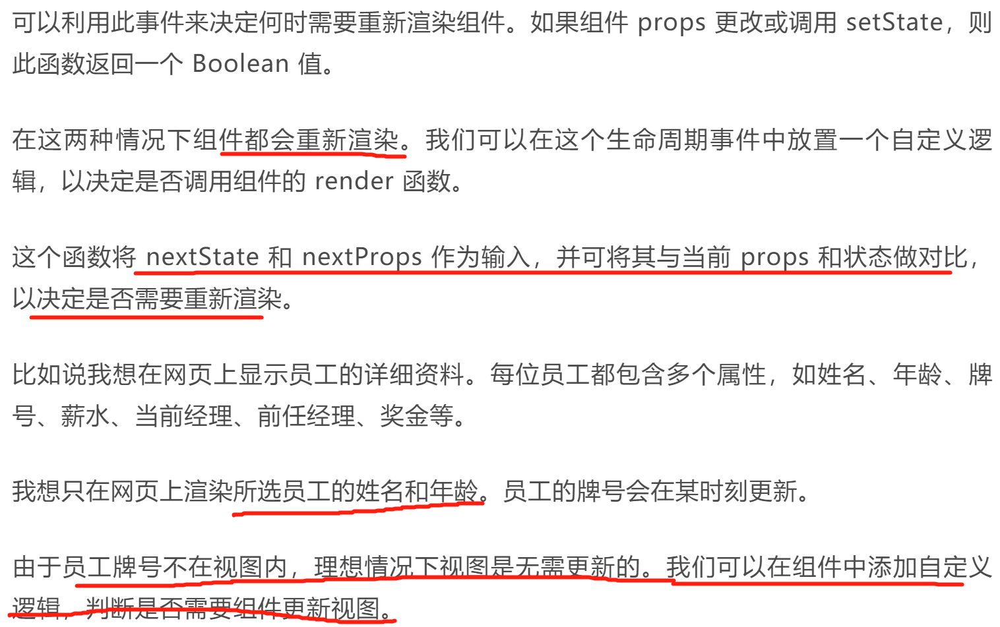 可以利用此事件来决定何时需要重新渲染组件。如果组件 props 更改或调用 setState，则
此函数返回一个 Boolean 值。
在这两种情况下组件都会重新渲染。我们可以在这个生命周期事件中放置一个自定义逻
辑，以决定是否调用组件的 render 函数。
这个函数将 nextState 和 nextProps 作为输入，并可将其与当前 props 和状态做对比，
以决定是否需要重新渲染。
比如说我想在网页上显示员工的详细资料。每位员工都包含多个属性，如姓名、年龄、牌
号、薪水、当前经理、前任经理、奖金等。
我想只在网页上渲染所选员工的姓名和年龄。员工的牌号会在某时刻更新。
由于员工牌号不在视图内，理想情况下视图是无需更新的。我们可以在组件中添加自定义
逻辑，判断是否需要组件更新视图。